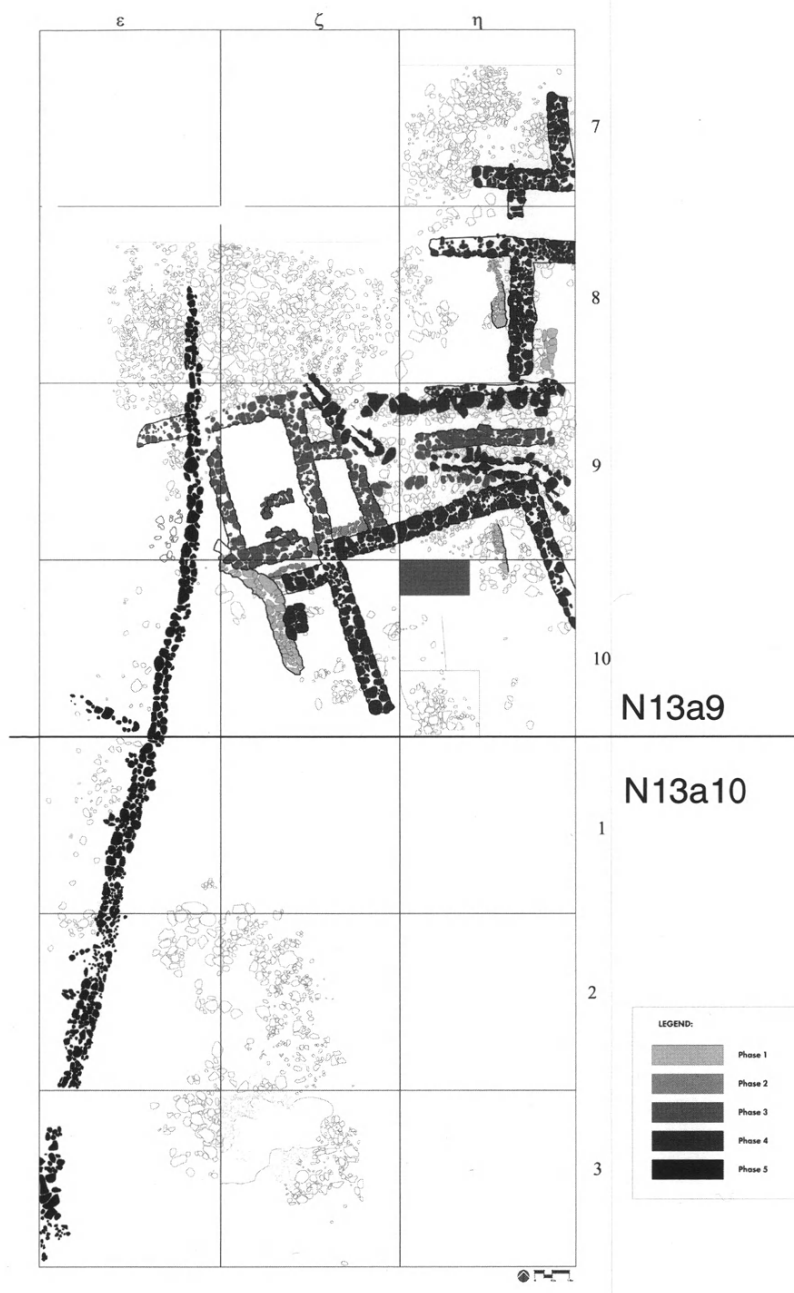 ε ζ η
7
8
9
10
N13a9
N13a10
1
2
3
LEGEND:
Phase 1
Phase 2
Phase 3
Phase 4
Phase 5